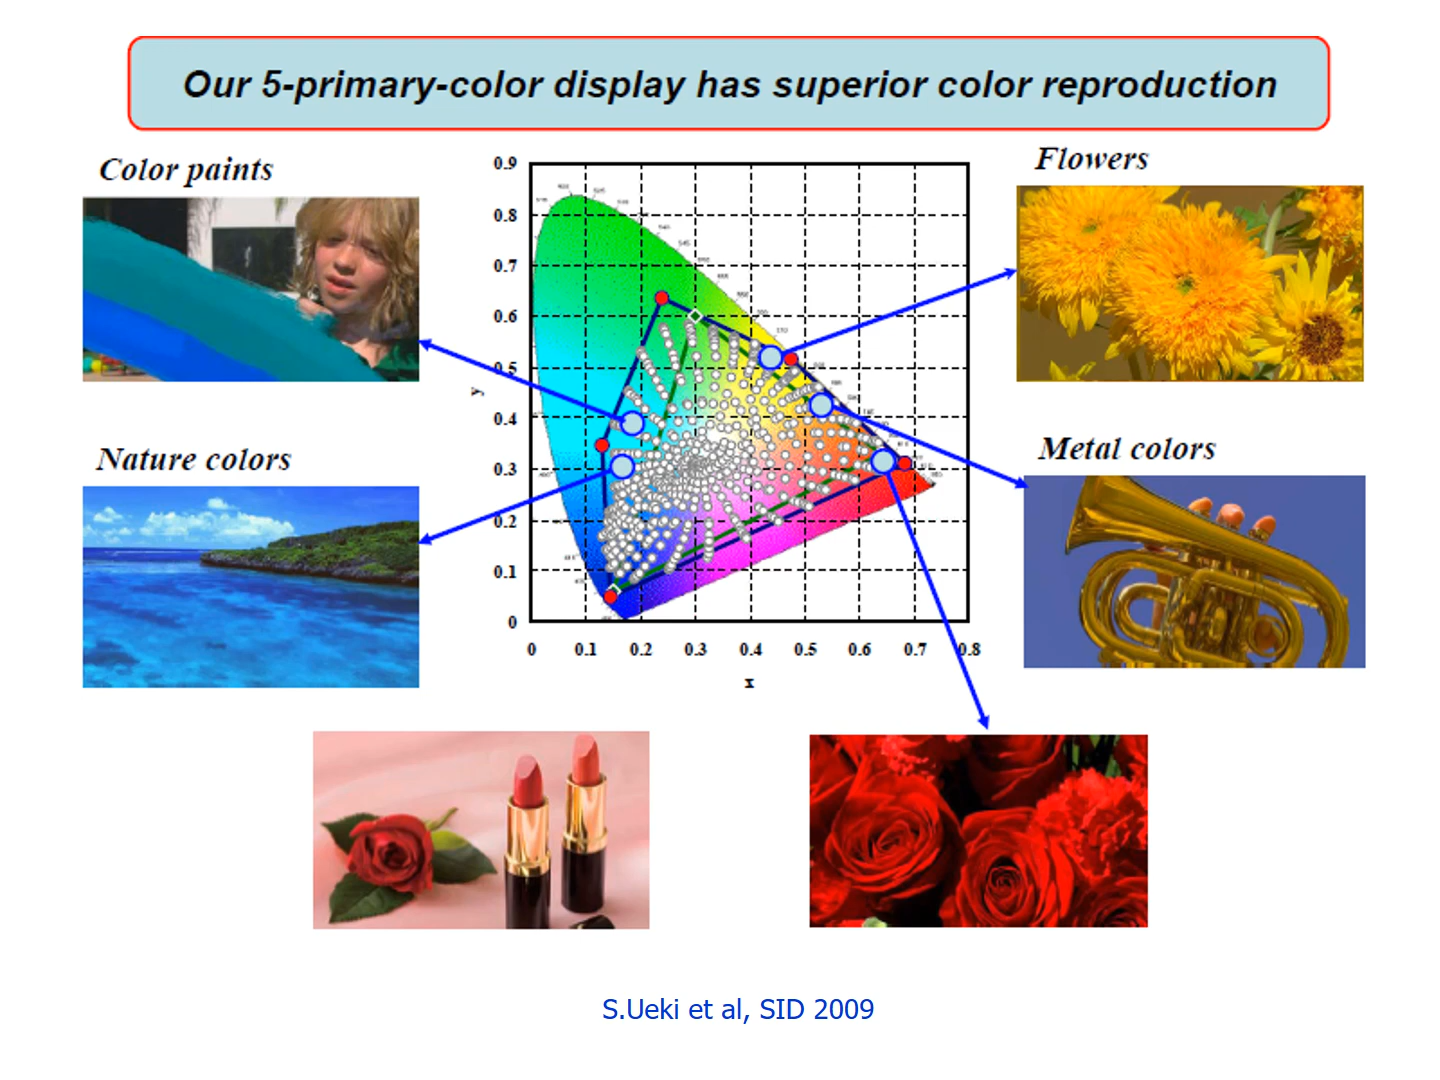 Our 5-primary-color display has superior color reproduction
Color paints
Flowers
Nature colors
Metal colors
0.9
0.8
0.7
0.6
0.5
0.4
0.3
0.2
0.1
0
y
0 0.1 0.2 0.3 0.4 0.5 0.6 0.7 0.8
x
S.Ueki et al, SID 2009